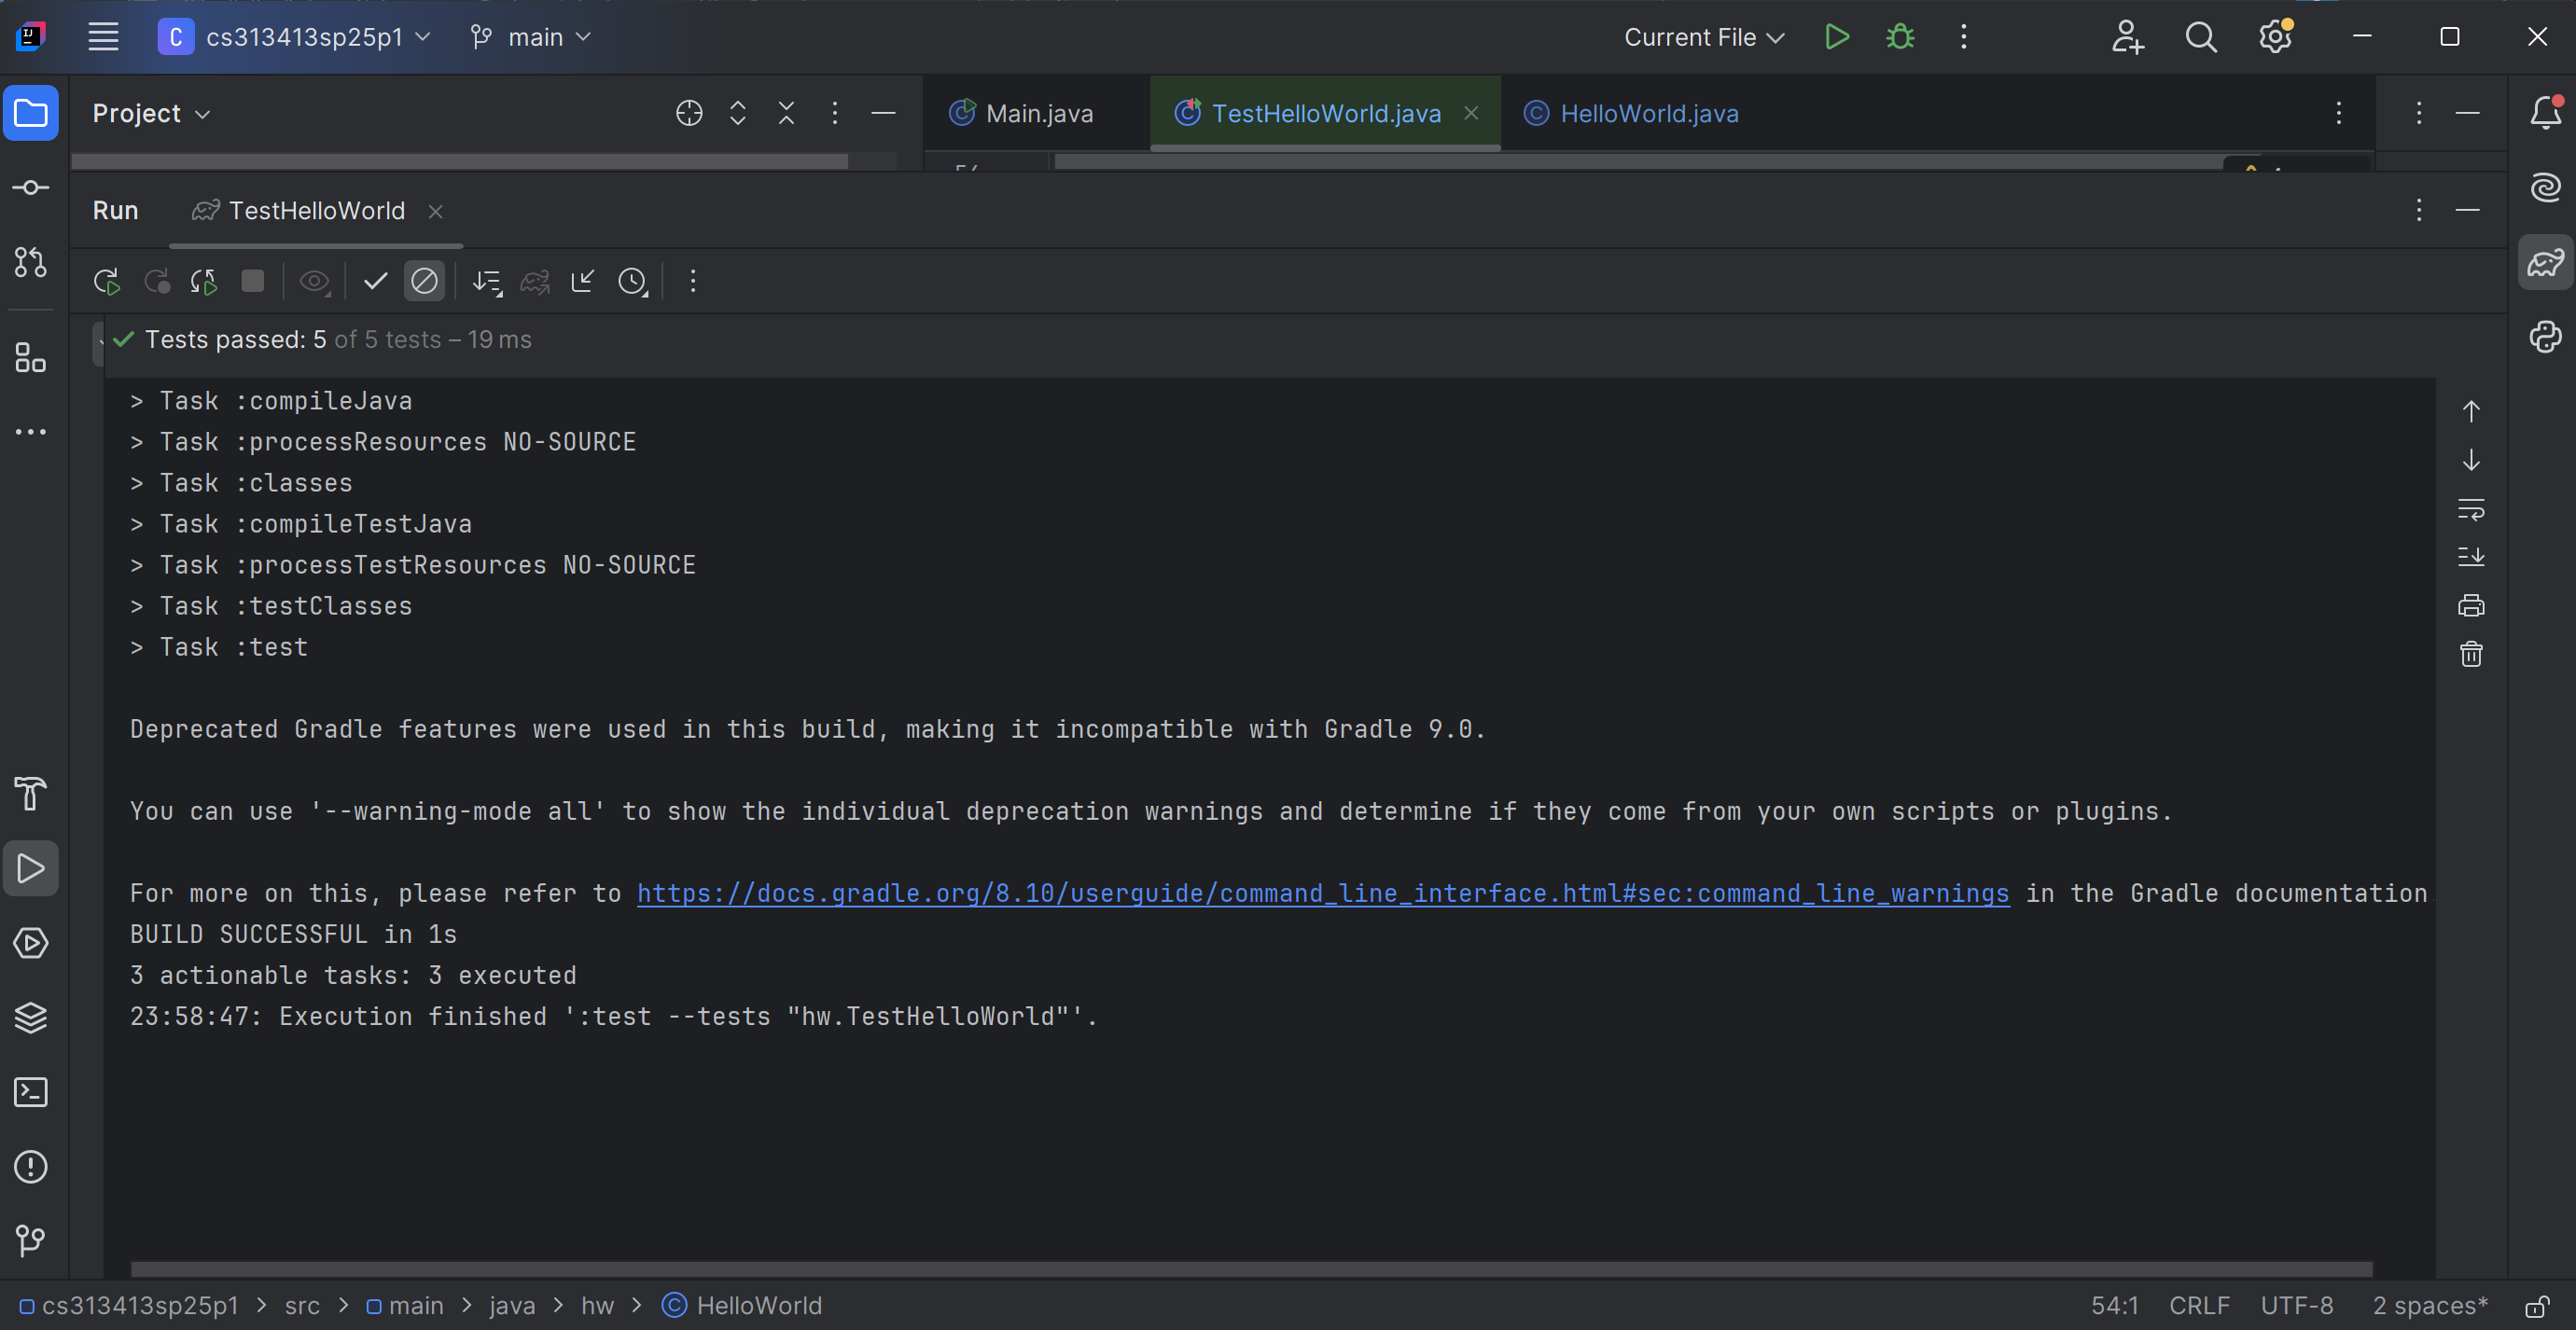 cs313413sp25p1
main
Current File
Project
Main.java
TestHelloWorld.java
HelloWorld.java
Run
TestHelloWorld
Tests passed: 5 of 5 tests – 19 ms
> Task :compileJava
> Task :processResources NO-SOURCE
> Task :classes
> Task :compileTestJava
> Task :processTestResources NO-SOURCE
> Task :testClasses
> Task :test
Deprecated Gradle features were used in this build, making it incompatible with Gradle 9.0.
You can use '--warning-mode all' to show the individual deprecation warnings and determine if they come from your own scripts or plugins.
For more on this, please refer to https://docs.gradle.org/8.10/userguide/command_line_interface.html#sec:command_line_warnings in the Gradle documentation
BUILD SUCCESSFUL in 1s
3 actionable tasks: 3 executed
23:58:47: Execution finished ':test --tests "hw.TestHelloWorld"'.
cs313413sp25p1 > src > main > java > hw > HelloWorld
54:1 CRLF UTF-8 2 spaces*